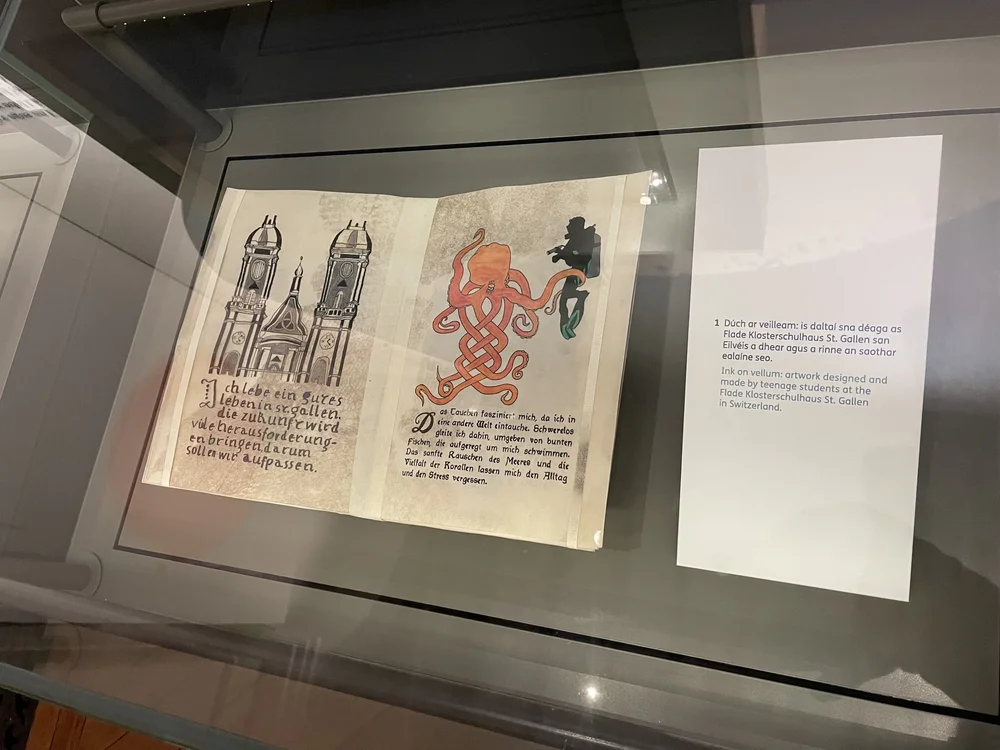 Ich lebe ein gutes
leben in st. gallen.
die zukunft wird
viele herausforderung-
en bringen, darum
sollen wir aufpassen.
Das Tauchen fasziniert mich, da ich in
eine andere Welt eintauche. Schwerelos
gleite ich dahin, umgeben von bunten
Fischen, die aufgeregt um mich schwimmen.
Das sanfte Rauschen des Meeres und die
Vielfalt der Korallen lassen mich den Alltag
und den Stress vergessen.
1 Dúch ar veilleam: is daltaí sna déaga as
Flade Klosterschulhaus St. Gallen san
Eilvéis a dhear agus a rinne an saothar
ealaíne seo.
Ink on vellum: artwork designed and
made by teenage students at the
Flade Klosterschulhaus St. Gallen
in Switzerland.